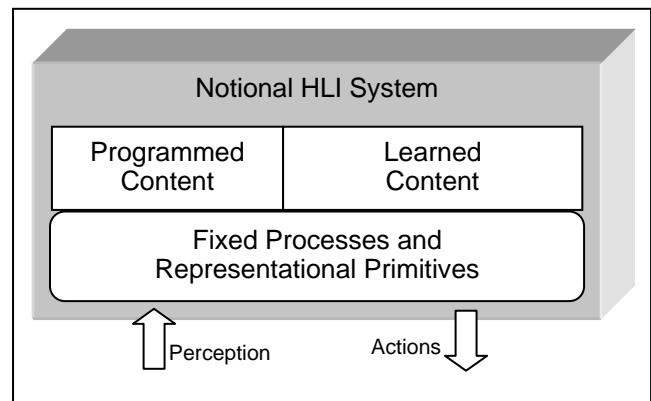 Notional HLI System
Programmed
Content
Learned
Content
Fixed Processes and
Representational Primitives
Perception
Actions